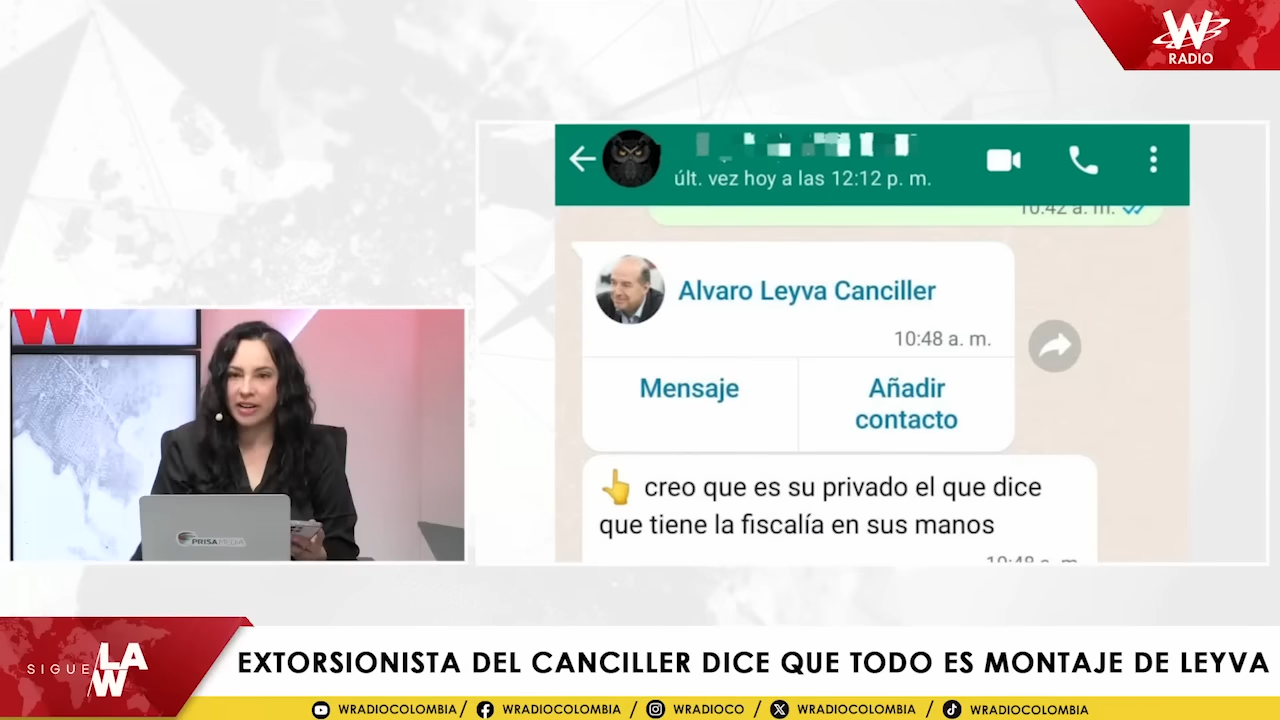 W
RADIO
últ. vez hoy a las 12:12 p. m.
10:42 a. m.
Alvaro Leyva Canciller
10:48 a. m.
Mensaje
Añadir
contacto
👆 creo que es su privado el que dice
que tiene la fiscalía en sus manos
10:48 a. m.
W
PRISA MEDIA
SIGUE LA W
EXTORSIONISTA DEL CANCILLER DICE QUE TODO ES MONTAJE DE LEYVA
WRADIOCOLOMBIA / WRADIOCOLOMBIA / WRADIOCO / WRADIOCOLOMBIA / WRADIOCOLOMBIA